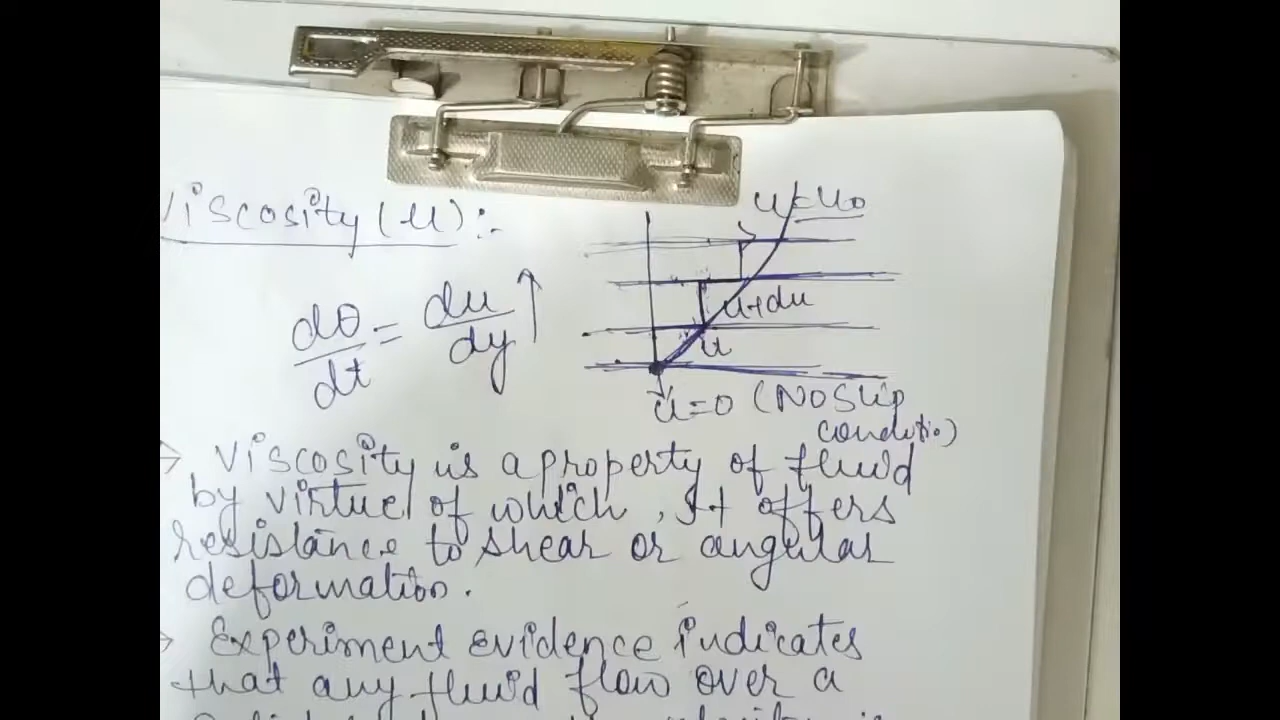 Viscosity (μ) :-
u = u₀
dθ/dt = du/dy ↑
u+du
u
u=0 (No Slip
condition)
→ Viscosity is a property of fluid
by virtue of which, It offers
resistance to shear or angular
deformation.
→ Experiment evidence indicates
that any fluid flow over a